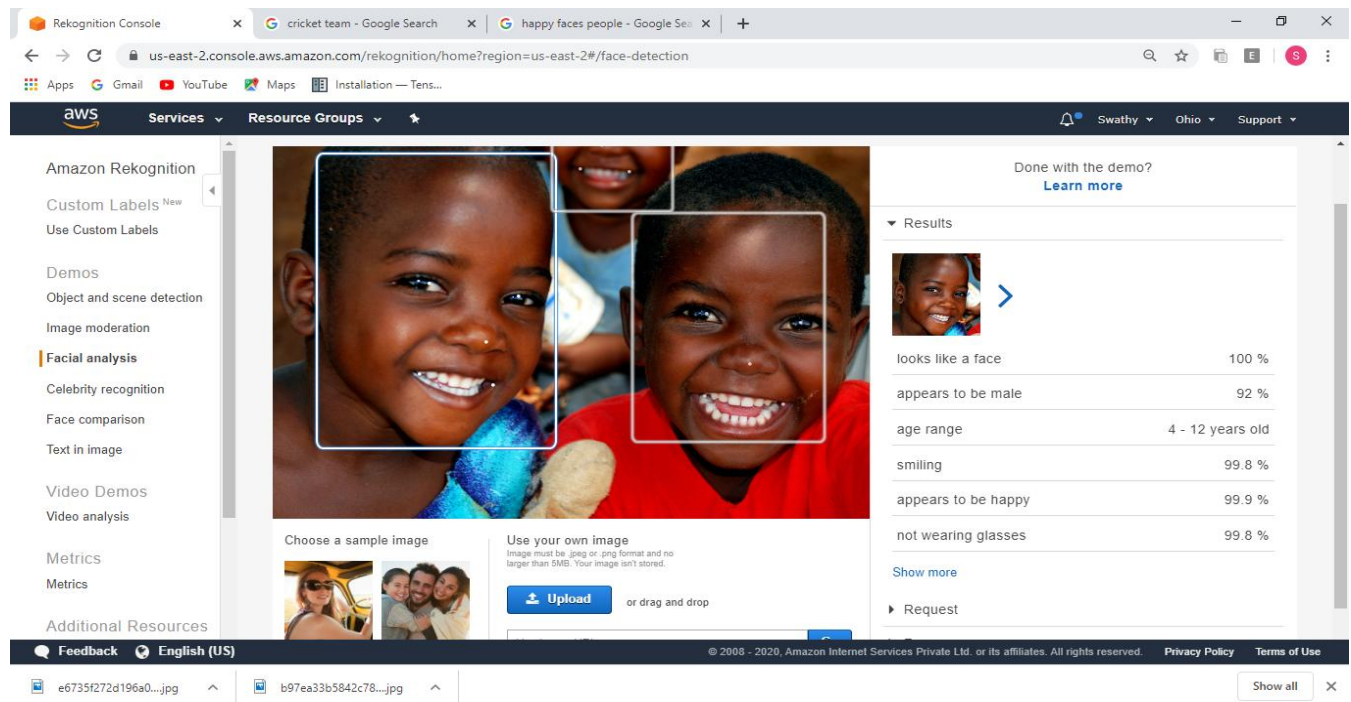 Rekognition Console
cricket team - Google Search
happy faces people - Google Sea
us-east-2.console.aws.amazon.com/rekognition/home?region=us-east-2#/face-detection
E
S
Apps
Gmail
YouTube
Maps
Installation — Tens...
aws
Services
Resource Groups
Swathy
Ohio
Support
Amazon Rekognition
Custom Labels New
Use Custom Labels
Demos
Object and scene detection
Image moderation
Facial analysis
Celebrity recognition
Face comparison
Text in image
Video Demos
Video analysis
Metrics
Metrics
Additional Resources
Choose a sample image
Use your own image
Image must be .jpeg or .png format and no
larger than 5MB. Your image isn't stored.
Upload or drag and drop
Done with the demo?
Learn more
Results
looks like a face 100 %
appears to be male 92 %
age range 4 - 12 years old
smiling 99.8 %
appears to be happy 99.9 %
not wearing glasses 99.8 %
Show more
Request
Feedback English (US)
© 2008 - 2020, Amazon Internet Services Private Ltd. or its affiliates. All rights reserved. Privacy Policy Terms of Use
e6735f272d196a0....jpg
b97ea33b5842c78....jpg
Show all